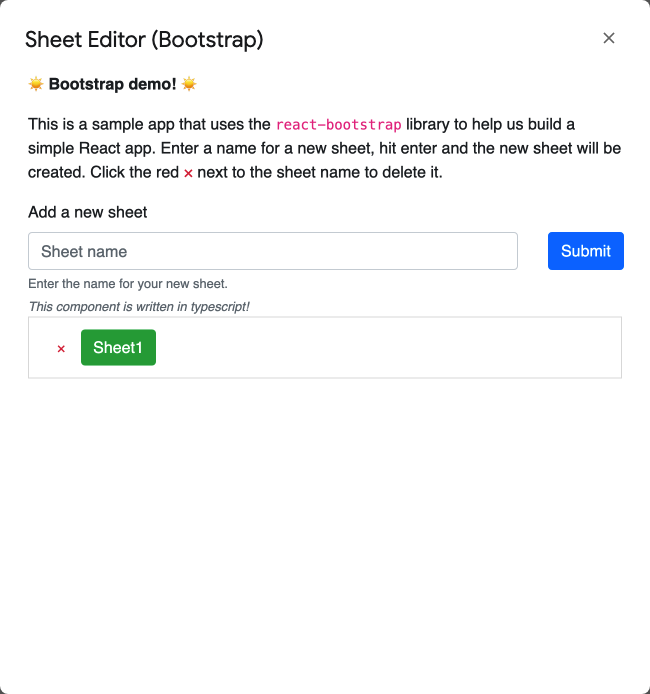 Sheet Editor (Bootstrap)
☀️ Bootstrap demo! ☀️
This is a sample app that uses the react-bootstrap library to help us build a
simple React app. Enter a name for a new sheet, hit enter and the new sheet will be
created. Click the red × next to the sheet name to delete it.
Add a new sheet
Sheet name
Submit
Enter the name for your new sheet.
This component is written in typescript!
× Sheet1